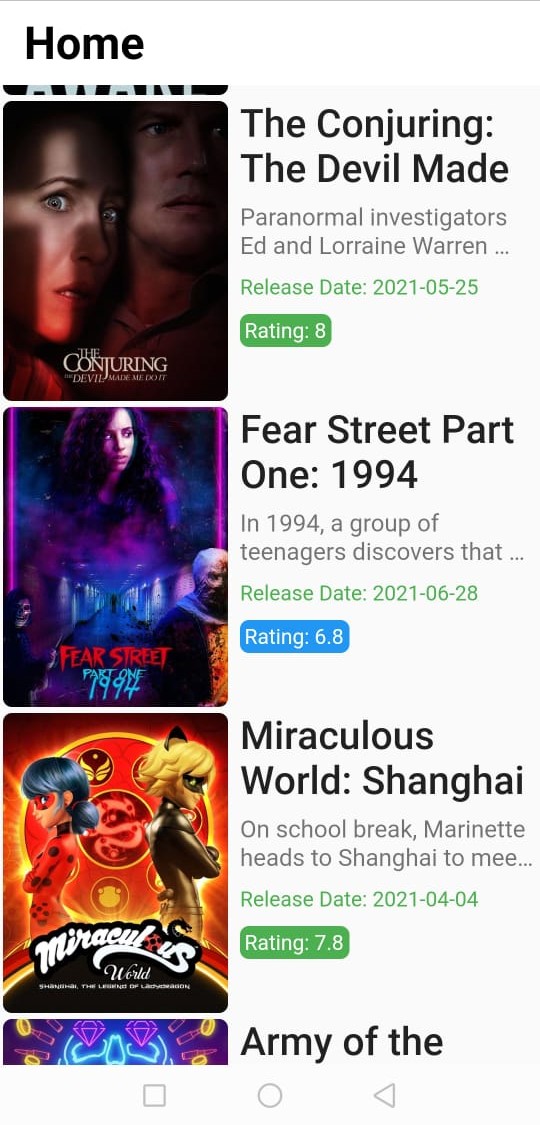 Home
AWAKE
The Conjuring:
The Devil Made
Paranormal investigators
Ed and Lorraine Warren ...
Release Date: 2021-05-25
Rating: 8
THE
CONJURING
THE DEVIL MADE ME DO IT
Fear Street Part
One: 1994
In 1994, a group of
teenagers discovers that ...
Release Date: 2021-06-28
Rating: 6.8
FEAR STREET
PART ONE
1994
Miraculous
World: Shanghai
On school break, Marinette
heads to Shanghai to mee...
Release Date: 2021-04-04
Rating: 7.8
Miraculous
World
SHANGHAI, THE LEGEND OF LADYDRAGON
Army of the